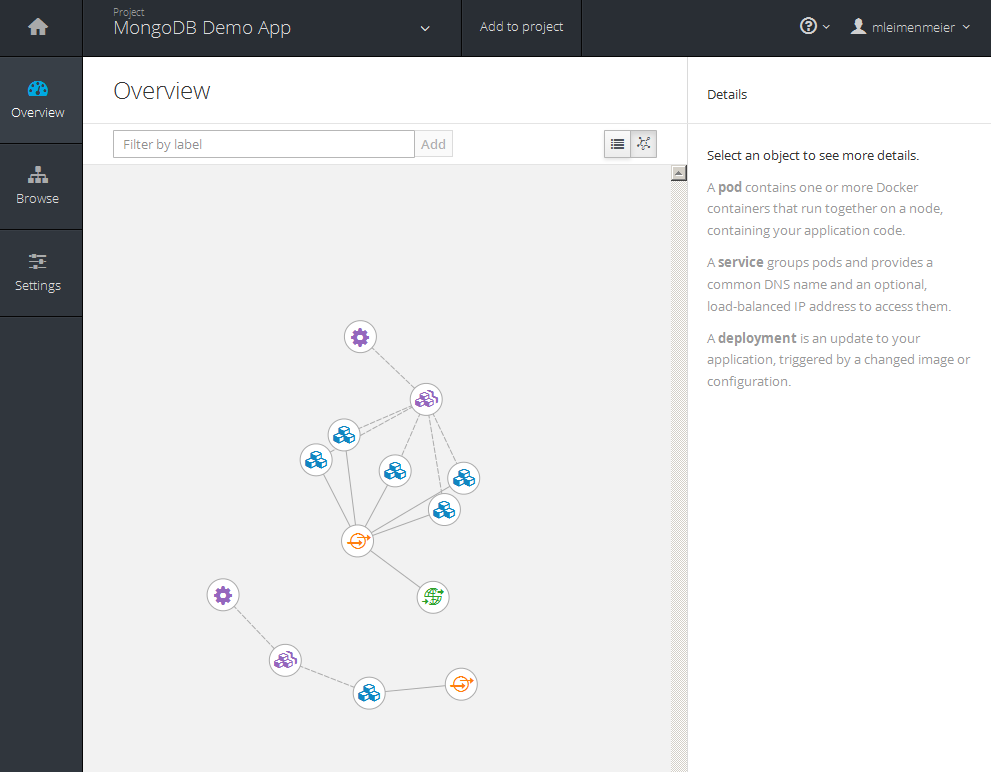 Project
MongoDB Demo App
Add to project
mleimenmeier
Overview
Browse
Settings
Overview
Filter by label
Add
Details
Select an object to see more details.
A pod contains one or more Docker
containers that run together on a node,
containing your application code.
A service groups pods and provides a
common DNS name and an optional,
load-balanced IP address to access them.
A deployment is an update to your
application, triggered by a changed image or
configuration.